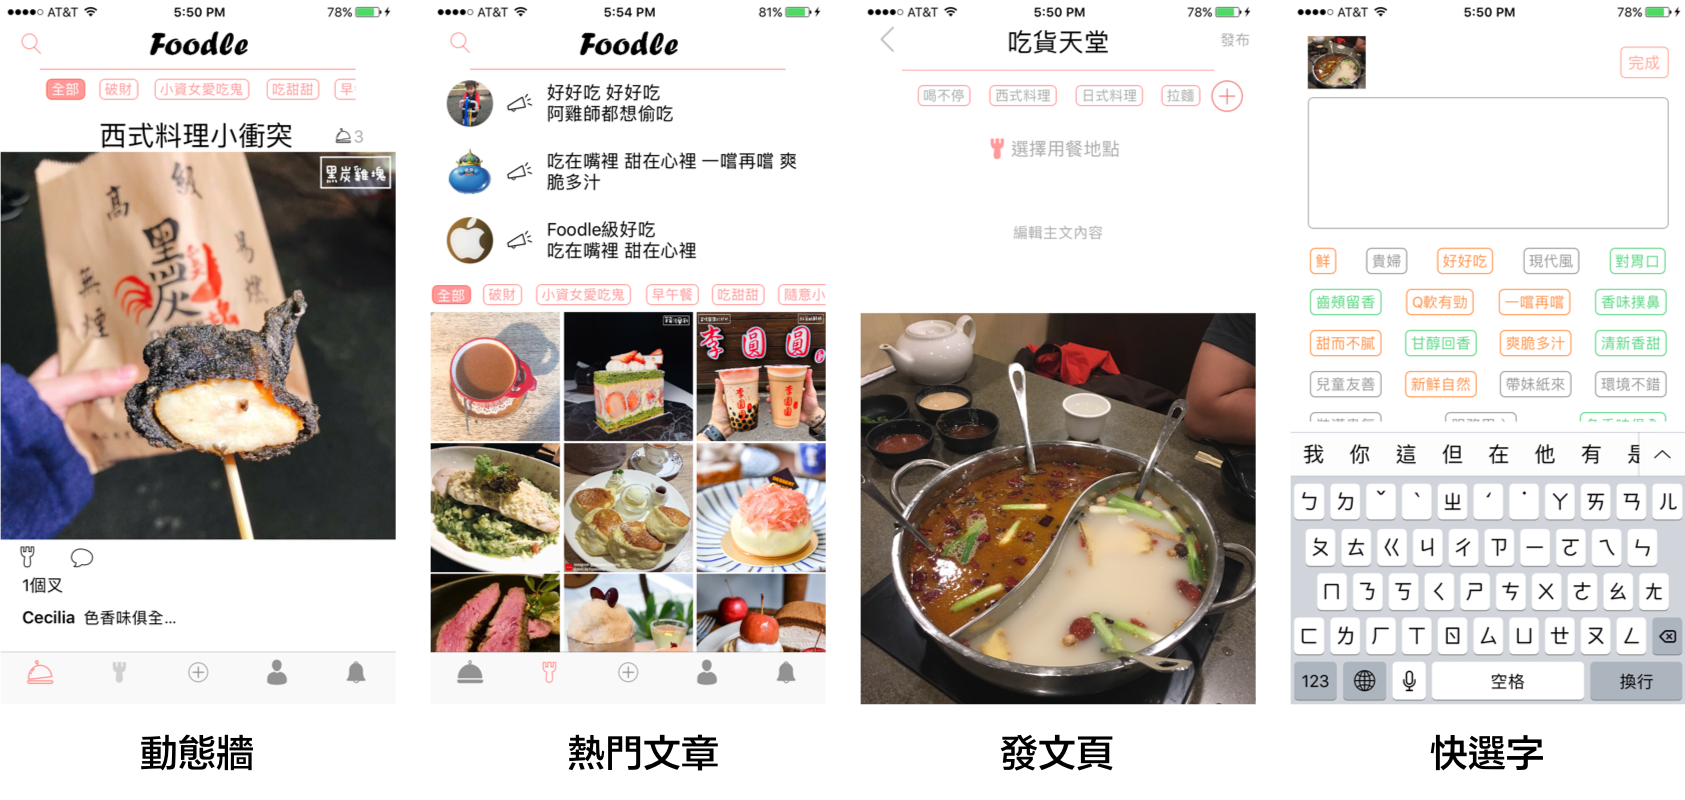 AT&T 5:50 PM 78%
Foodle
全部 破財 小資女愛吃鬼 吃甜甜
西式料理小衝突 3
黑炭雞塊
高級
黑炭
無煙
1個叉
Cecilia 色香味俱全...
動態牆
AT&T 5:54 PM 81%
Foodle
好好吃 好好吃
阿雞師都想偷吃
吃在嘴裡 甜在心裡 一嚐再嚐 爽
脆多汁
Foodle級好吃
吃在嘴裡 甜在心裡
全部 破財 小資女愛吃鬼 早午餐 吃甜甜 隨意小
李圓圓
李圓圓
李圓圓
DESSERT
熱門文章
AT&T 5:50 PM 78%
吃貨天堂 發布
喝不停 西式料理 日式料理 拉麵
選擇用餐地點
編輯主文內容
發文頁
AT&T 5:50 PM 78%
完成
鮮 貴婦 好好吃 現代風 對胃口
齒頰留香 Q軟有勁 一嚐再嚐 香味撲鼻
甜而不膩 甘醇回香 爽脆多汁 清新香甜
兒童友善 新鮮自然 帶妹紙來 環境不錯
我 你 這 但 在 他 有 是
ㄅ ㄉ ˇ ˋ ㄓ ˊ ˙ ㄚ ㄞ ㄢ ㄦ
ㄆ ㄊ ㄍ ㄐ ㄔ ㄗ ㄧ ㄛ ㄟ ㄣ
ㄇ ㄋ ㄎ ㄑ ㄕ ㄘ ㄨ ㄜ ㄠ ㄤ
ㄈ ㄌ ㄏ ㄒ ㄖ ㄙ ㄩ ㄝ ㄡ ㄥ
123 空格 換行
快選字